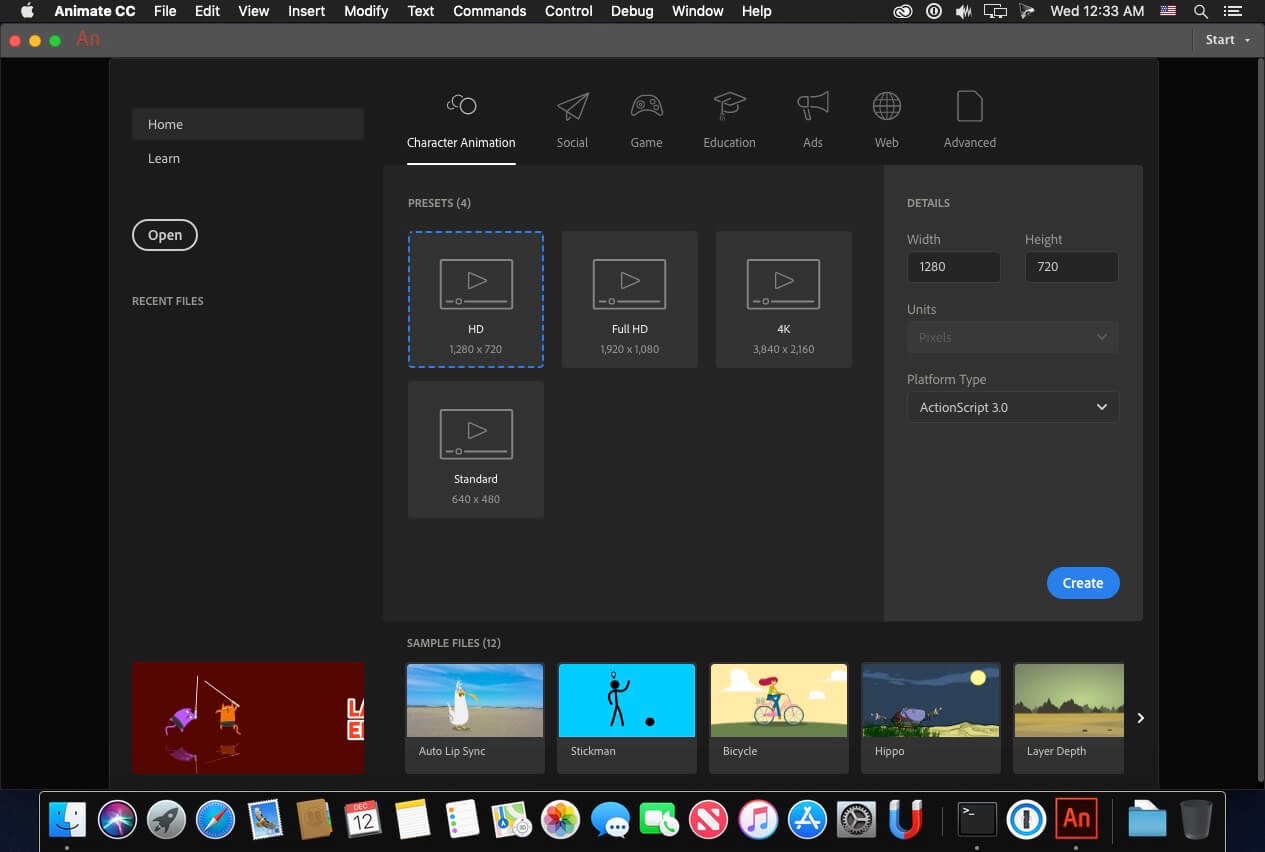 Animate CC File Edit View Insert Modify Text Commands Control Debug Window Help Wed 12:33 AM
An Start
Home
Learn
Open
RECENT FILES
Character Animation Social Game Education Ads Web Advanced
PRESETS (4)
HD
1,280 x 720
Full HD
1,920 x 1,080
4K
3,840 x 2,160
Standard
640 x 480
DETAILS
Width Height
1280 720
Units
Pixels
Platform Type
ActionScript 3.0
Create
SAMPLE FILES (12)
Auto Lip Sync Stickman Bicycle Hippo Layer Depth
DEC
12
>_
An